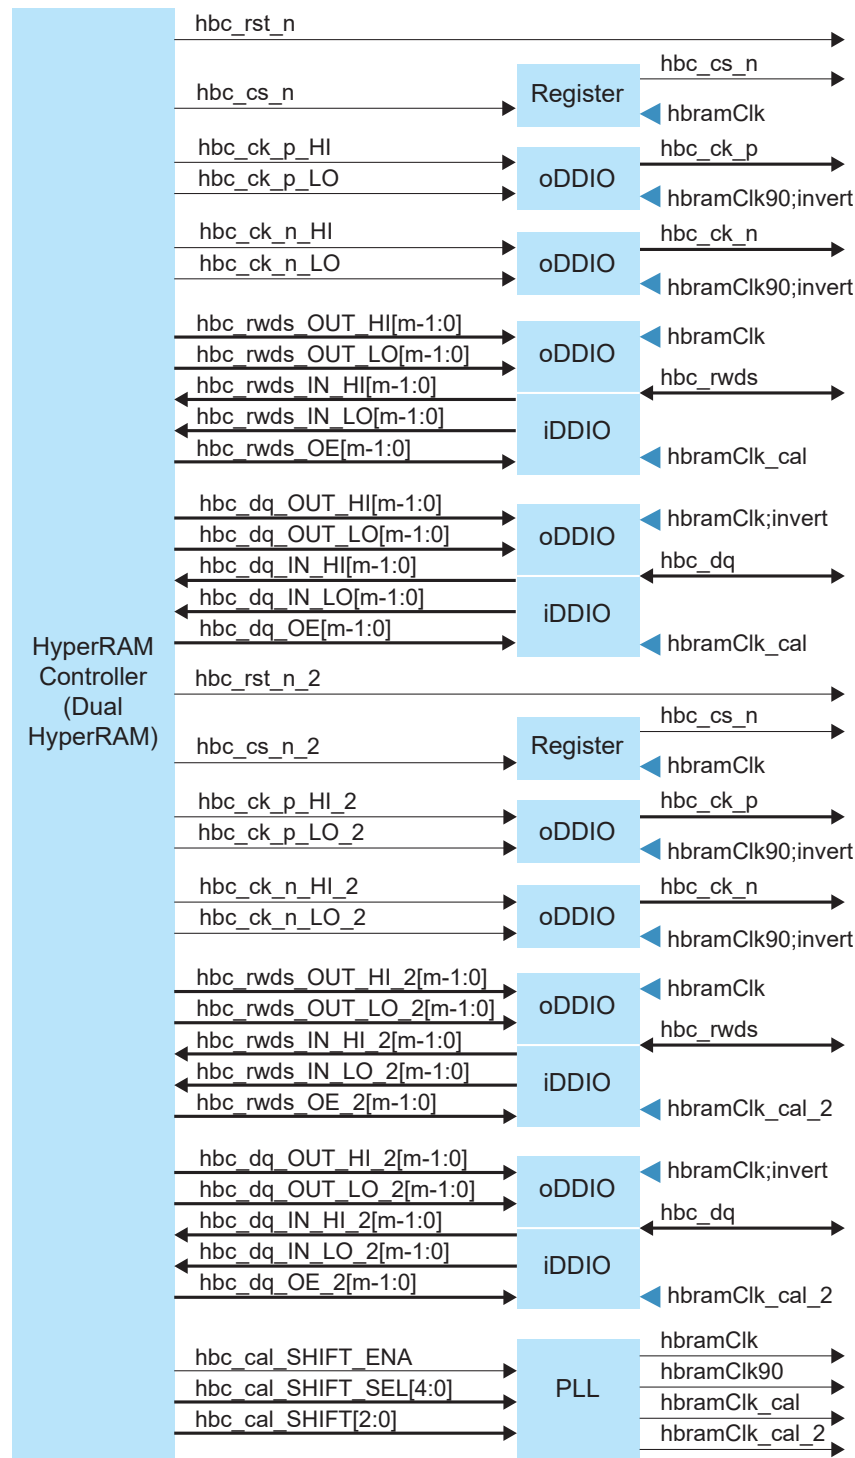 hbc_rst_n
hbc_cs_n
Register
hbc_cs_n
hbramClk
hbc_ck_p_HI
hbc_ck_p_LO
oDDIO
hbc_ck_p
hbramClk90;invert
hbc_ck_n_HI
hbc_ck_n_LO
oDDIO
hbc_ck_n
hbramClk90;invert
hbc_rwds_OUT_HI[m-1:0]
hbc_rwds_OUT_LO[m-1:0]
hbc_rwds_IN_HI[m-1:0]
hbc_rwds_IN_LO[m-1:0]
hbc_rwds_OE[m-1:0]
oDDIO
iDDIO
hbramClk
hbc_rwds
hbramClk_cal
hbc_dq_OUT_HI[m-1:0]
hbc_dq_OUT_LO[m-1:0]
hbc_dq_IN_HI[m-1:0]
hbc_dq_IN_LO[m-1:0]
hbc_dq_OE[m-1:0]
oDDIO
iDDIO
hbramClk;invert
hbc_dq
hbramClk_cal
HyperRAM
Controller
(Dual
HyperRAM)
hbc_rst_n_2
hbc_cs_n_2
Register
hbc_cs_n
hbramClk
hbc_ck_p_HI_2
hbc_ck_p_LO_2
oDDIO
hbc_ck_p
hbramClk90;invert
hbc_ck_n_HI_2
hbc_ck_n_LO_2
oDDIO
hbc_ck_n
hbramClk90;invert
hbc_rwds_OUT_HI_2[m-1:0]
hbc_rwds_OUT_LO_2[m-1:0]
hbc_rwds_IN_HI_2[m-1:0]
hbc_rwds_IN_LO_2[m-1:0]
hbc_rwds_OE_2[m-1:0]
oDDIO
iDDIO
hbramClk
hbc_rwds
hbramClk_cal_2
hbc_dq_OUT_HI_2[m-1:0]
hbc_dq_OUT_LO_2[m-1:0]
hbc_dq_IN_HI_2[m-1:0]
hbc_dq_IN_LO_2[m-1:0]
hbc_dq_OE_2[m-1:0]
oDDIO
iDDIO
hbramClk;invert
hbc_dq
hbramClk_cal_2
hbc_cal_SHIFT_ENA
hbc_cal_SHIFT_SEL[4:0]
hbc_cal_SHIFT[2:0]
PLL
hbramClk
hbramClk90
hbramClk_cal
hbramClk_cal_2